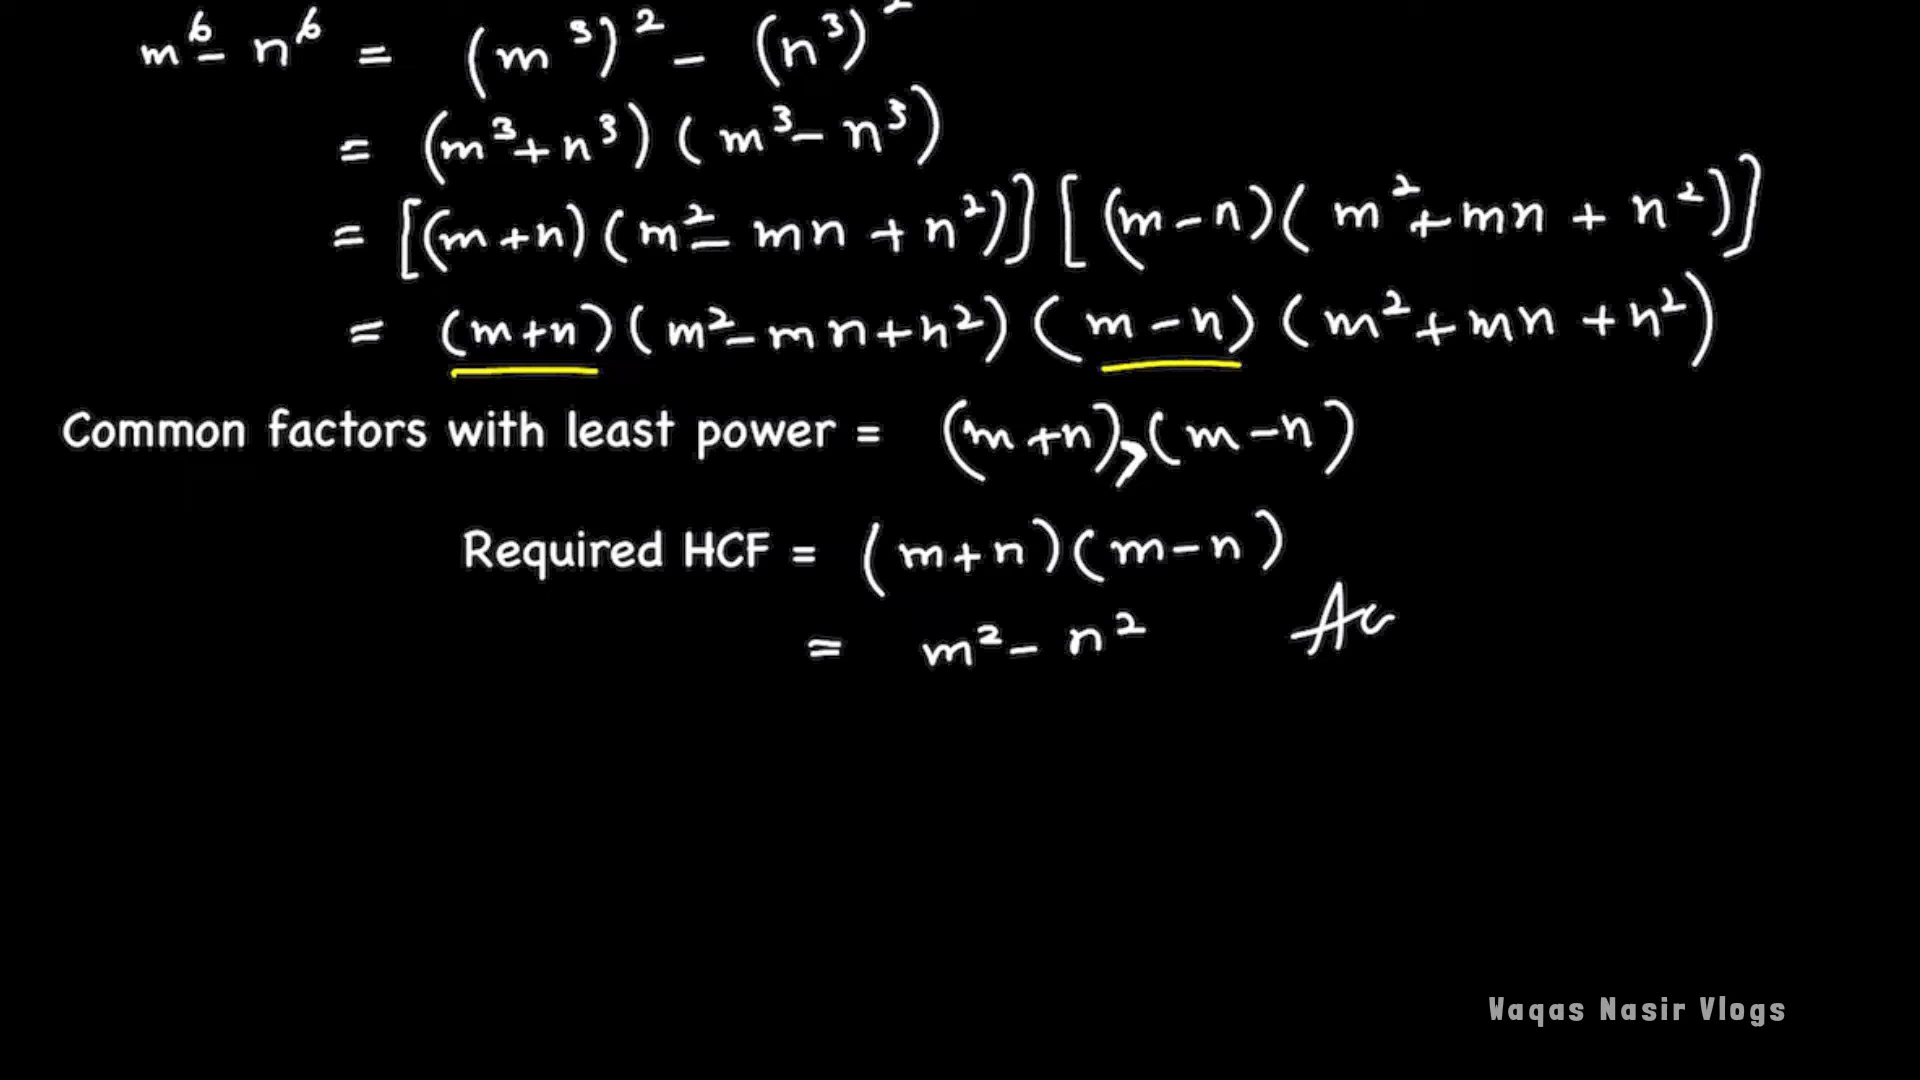 m⁶ - n⁶ = (m³)² - (n³)²
= (m³+n³)(m³-n³)
= [(m+n)(m²-mn+n²)][(m-n)(m²+mn+n²)]
= (m+n)(m²-mn+n²)(m-n)(m²+mn+n²)
Common factors with least power = (m+n),(m-n)
Required HCF = (m+n)(m-n)
= m²-n²
Waqas Nasir Vlogs